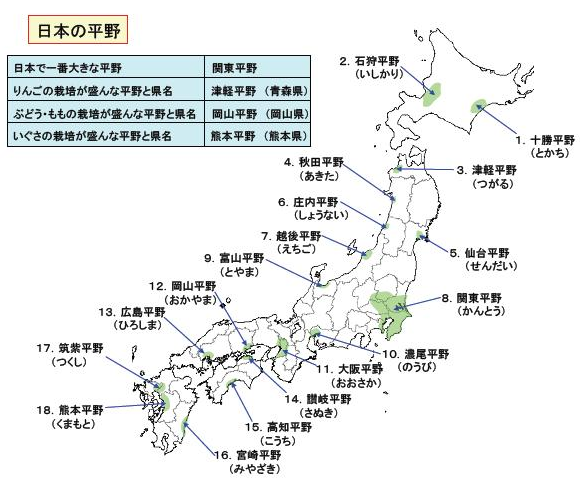 日本の平野
日本で一番大きな平野 関東平野
りんごの栽培が盛んな平野と県名 津軽平野 (青森県)
ぶどう・ももの栽培が盛んな平野と県名 岡山平野 (岡山県)
いぐさの栽培が盛んな平野と県名 熊本平野 (熊本県)
2. 石狩平野
(いしかり)
1. 十勝平野
(とかち)
4. 秋田平野
(あきた)
3. 津軽平野
(つがる)
6. 庄内平野
(しょうない)
7. 越後平野
(えちご)
5. 仙台平野
(せんだい)
9. 富山平野
(とやま)
12. 岡山平野
(おかやま)
8. 関東平野
(かんとう)
13. 広島平野
(ひろしま)
17. 筑紫平野
(つくし)
10. 濃尾平野
(のうび)
11. 大阪平野
(おおさか)
14. 讃岐平野
(さぬき)
18. 熊本平野
(くまもと)
15. 高知平野
(こうち)
16. 宮崎平野
(みやざき)